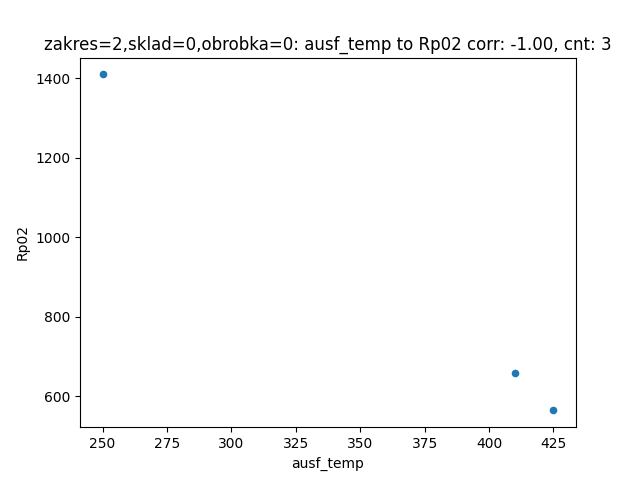 zakres=2,sklad=0,obrobka=0: ausf_temp to Rp02 corr: -1.00, cnt: 3
1400
1200
1000
800
600
Rp02
250 275 300 325 350 375 400 425
ausf_temp